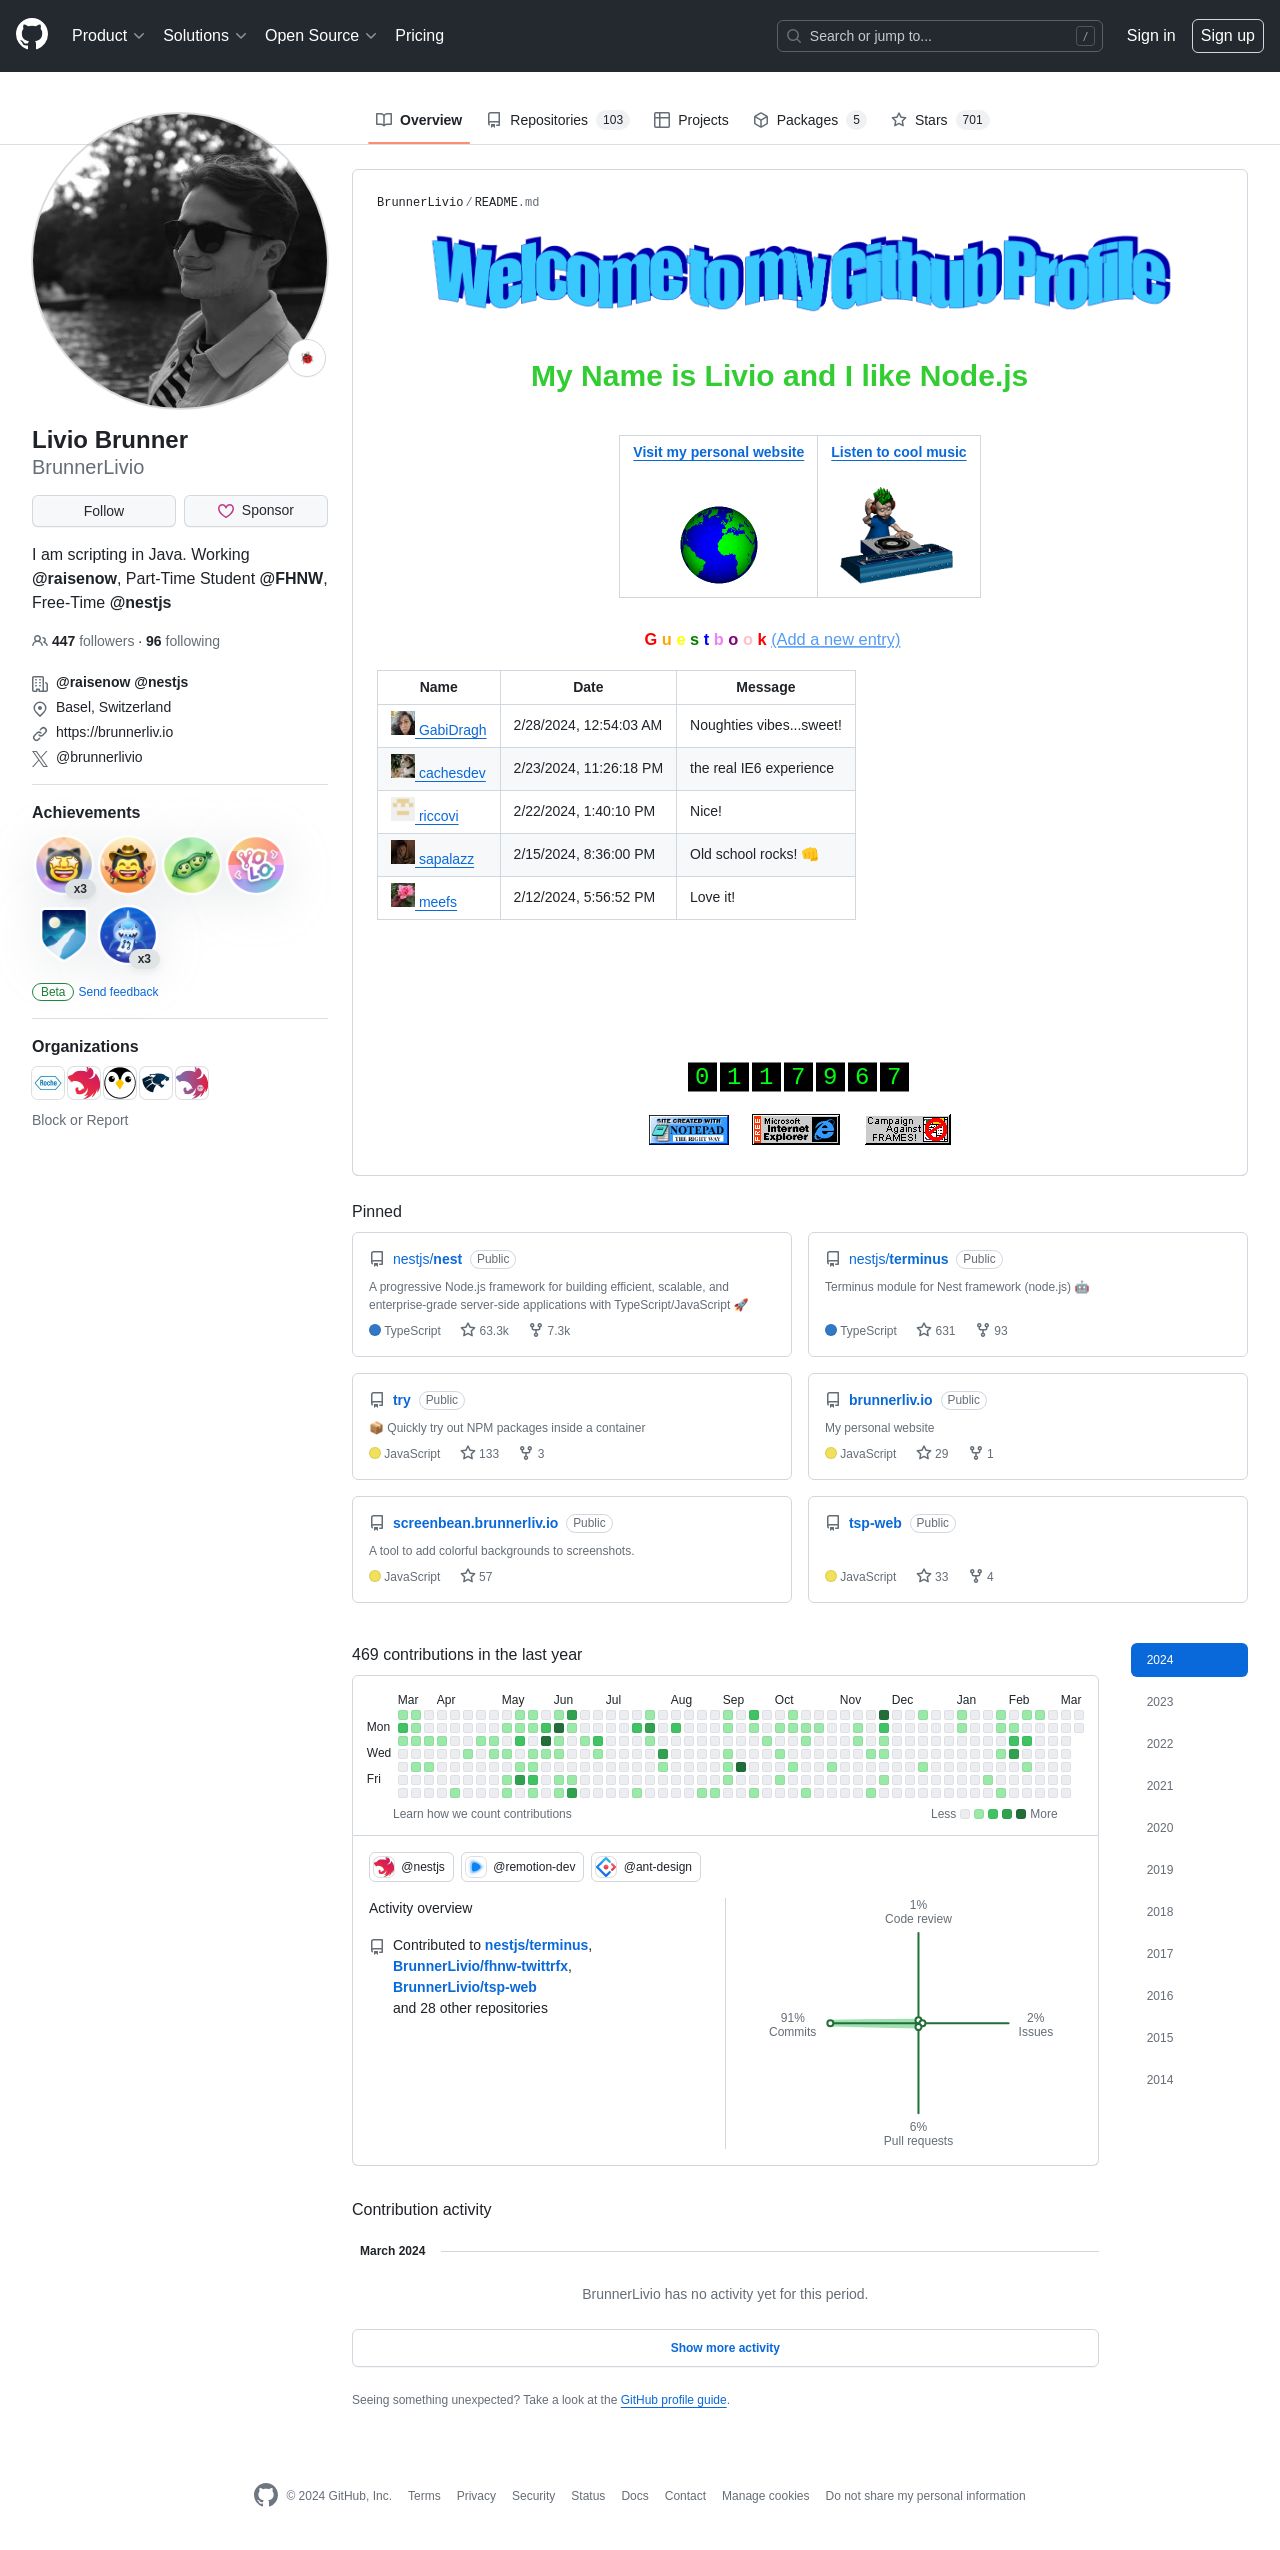 Product Solutions Open Source Pricing Search or jump to... / Sign in Sign up
Overview Repositories 103 Projects Packages 5 Stars 701
Livio Brunner
BrunnerLivio
Follow Sponsor
I am scripting in Java. Working
@raisenow, Part-Time Student @FHNW,
Free-Time @nestjs
447 followers · 96 following
@raisenow @nestjs
Basel, Switzerland
https://brunnerliv.io
@brunnerlivio
Achievements
YOLO
x3
x3
Beta Send feedback
Organizations
Roche
Block or Report
BrunnerLivio/README.md
Welcome to my Github Profile
My Name is Livio and I like Node.js
Visit my personal website Listen to cool music
G u e s t b o o k (Add a new entry)
Name Date Message
GabiDragh 2/28/2024, 12:54:03 AM Noughties vibes...sweet!
cachesdev 2/23/2024, 11:26:18 PM the real IE6 experience
riccovi 2/22/2024, 1:40:10 PM Nice!
sapalazz 2/15/2024, 8:36:00 PM Old school rocks! 👊
meefs 2/12/2024, 5:56:52 PM Love it!
0 1 1 7 9 6 7
SITE CREATED WITH
NOTEPAD
THE RIGHT WAY
FREE
Microsoft
Internet
Explorer
Campaign
Against
FRAMES!
Pinned
nestjs/nest Public
A progressive Node.js framework for building efficient, scalable, and
enterprise-grade server-side applications with TypeScript/JavaScript 🚀
TypeScript 63.3k 7.3k
nestjs/terminus Public
Terminus module for Nest framework (node.js) 🤖
TypeScript 631 93
try Public
📦 Quickly try out NPM packages inside a container
JavaScript 133 3
brunnerliv.io Public
My personal website
JavaScript 29 1
screenbean.brunnerliv.io Public
A tool to add colorful backgrounds to screenshots.
JavaScript 57
tsp-web Public
JavaScript 33 4
469 contributions in the last year
Mar Apr May Jun Jul Aug Sep Oct Nov Dec Jan Feb Mar
Mon
Wed
Fri
Learn how we count contributions Less More
@nestjs @remotion-dev @ant-design
Activity overview
Contributed to nestjs/terminus,
BrunnerLivio/fhnw-twittrfx,
BrunnerLivio/tsp-web
and 28 other repositories
1%
Code review
91%
Commits
2%
Issues
6%
Pull requests
2024
2023
2022
2021
2020
2019
2018
2017
2016
2015
2014
Contribution activity
March 2024
BrunnerLivio has no activity yet for this period.
Show more activity
Seeing something unexpected? Take a look at the GitHub profile guide.
© 2024 GitHub, Inc. Terms Privacy Security Status Docs Contact Manage cookies Do not share my personal information